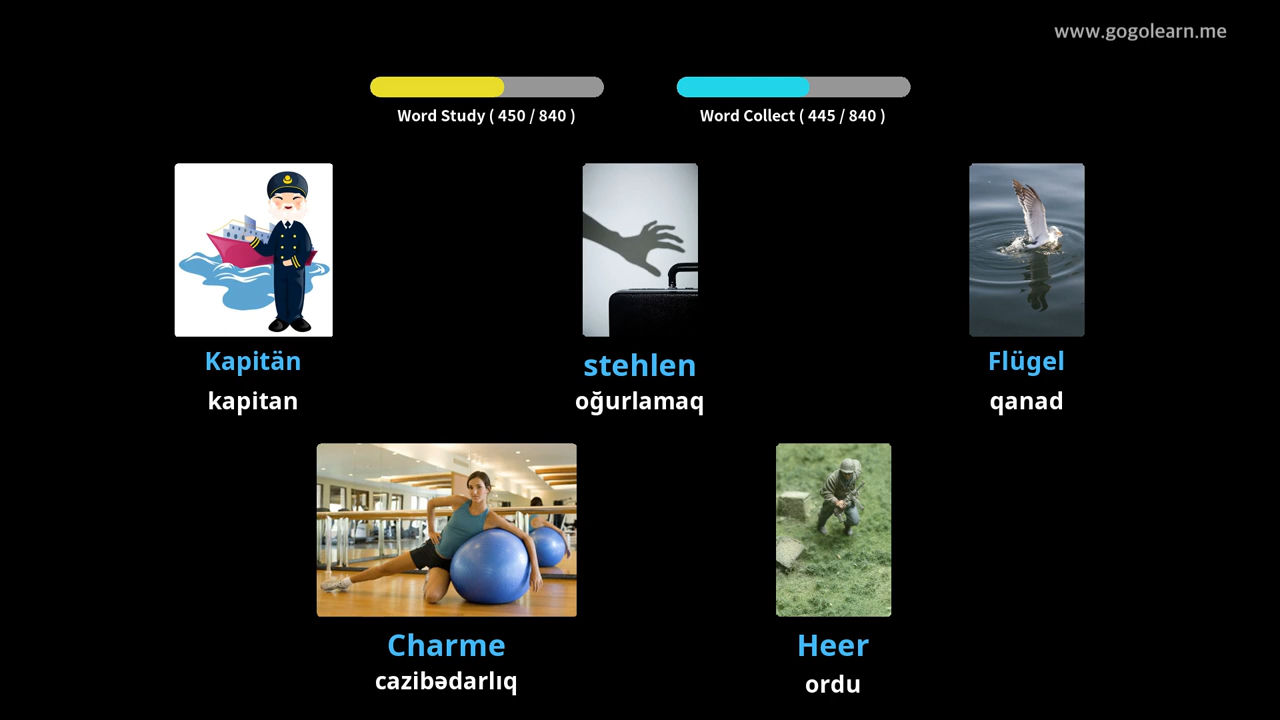 www.gogolearn.me
Word Study ( 450 / 840 )
Word Collect ( 445 / 840 )
Kapitän
kapitan
stehlen
oğurlamaq
Flügel
qanad
Charme
cazibədarlıq
Heer
ordu